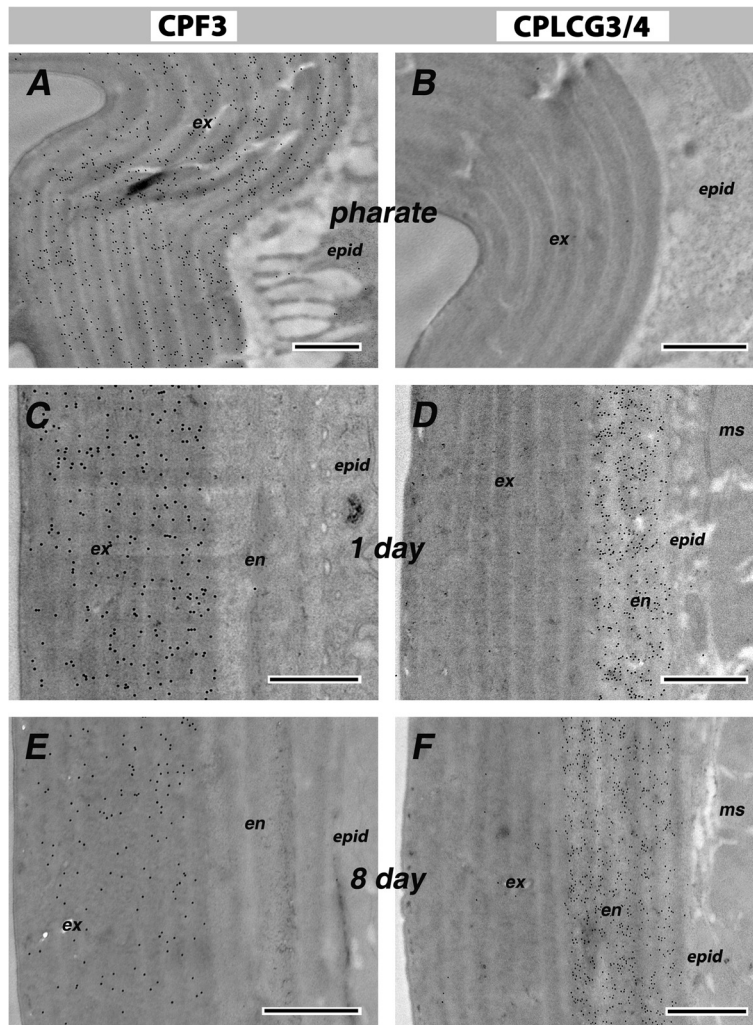 CPF3 CPLCG3/4
A B
ex
epid
pharate
epid ex
C D
ms
ex
epid
ex 1 day epid
en
en
E F
ms
en
epid
8 day
ex en
ex
epid